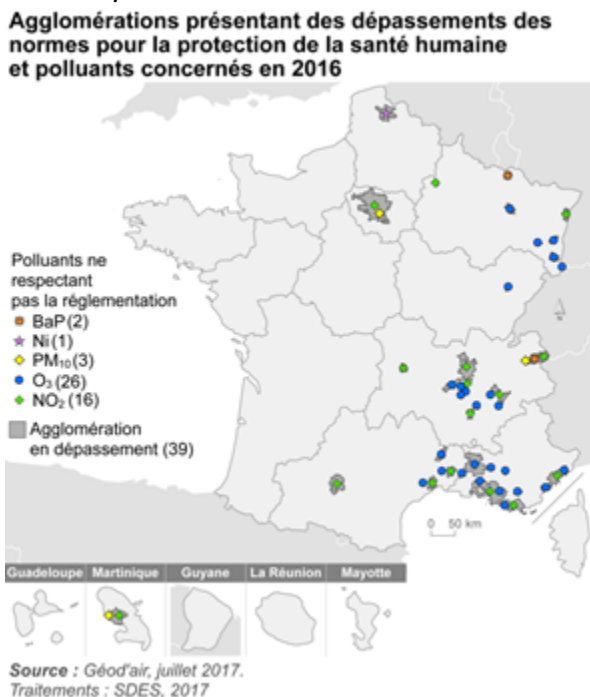 Agglomérations présentant des dépassements des
normes pour la protection de la santé humaine
et polluants concernés en 2016
Polluants ne
respectant
pas la réglementation
BaP (2)
Ni (1)
PM₁₀ (3)
O₃ (26)
NO₂ (16)
Agglomération
en dépassement (39)
0 50 km
Guadeloupe Martinique Guyane La Réunion Mayotte
Source : Géod'air, juillet 2017.
Traitements : SDES, 2017